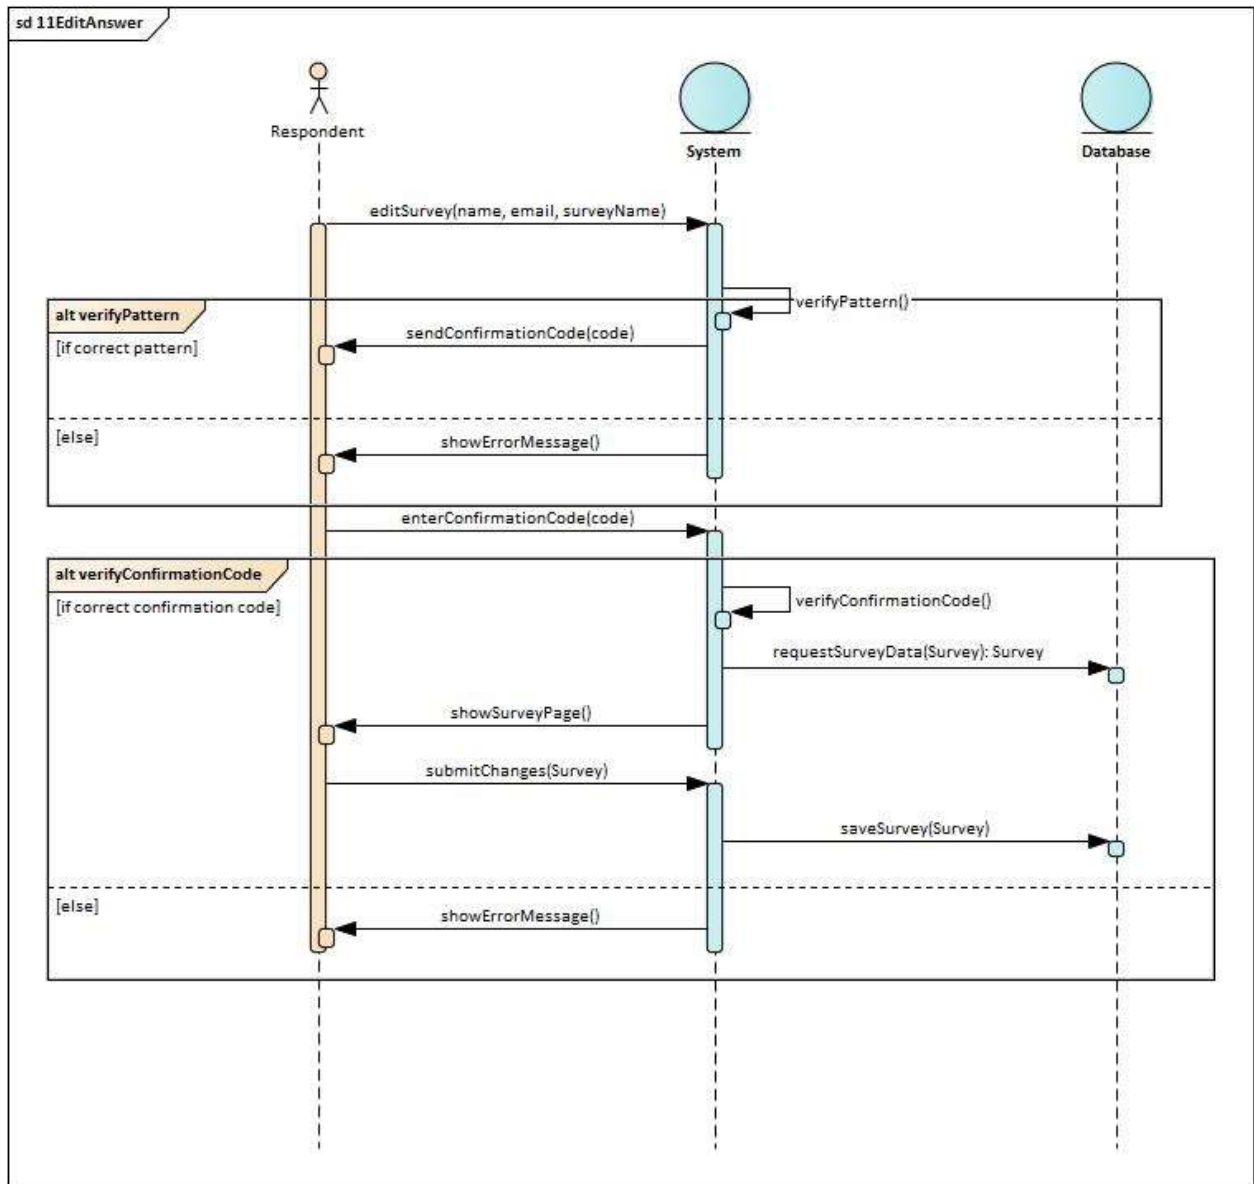 sd 11EditAnswer
Respondent
System
Database
editSurvey(name, email, surveyName)
verifyPattern()
alt verifyPattern
sendConfirmationCode(code)
[if correct pattern]
[else]
showErrorMessage()
enterConfirmationCode(code)
alt verifyConfirmationCode
[if correct confirmation code]
verifyConfirmationCode()
requestSurveyData(Survey): Survey
showSurveyPage()
submitChanges(Survey)
saveSurvey(Survey)
[else]
showErrorMessage()